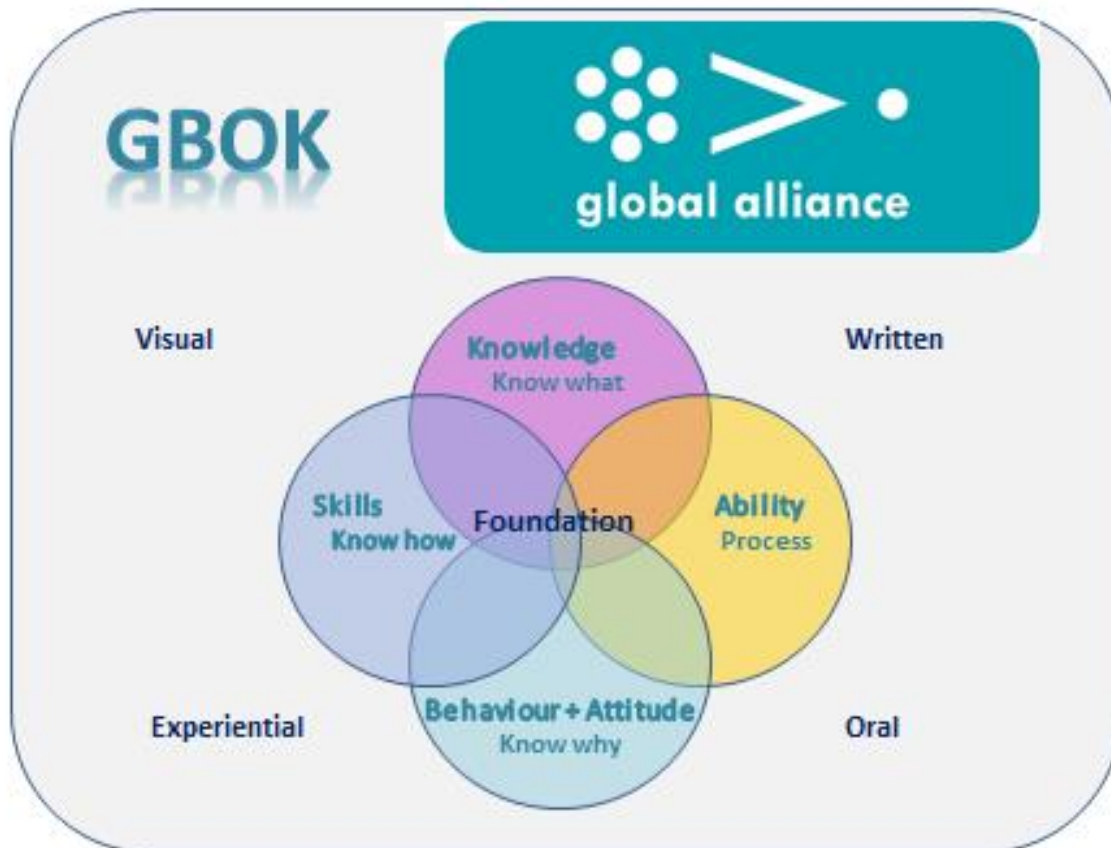 GBOK
global alliance
Visual
Written
Knowledge
Know what
Skills
Know how
Foundation
Ability
Process
Behaviour + Attitude
Know why
Experiential
Oral